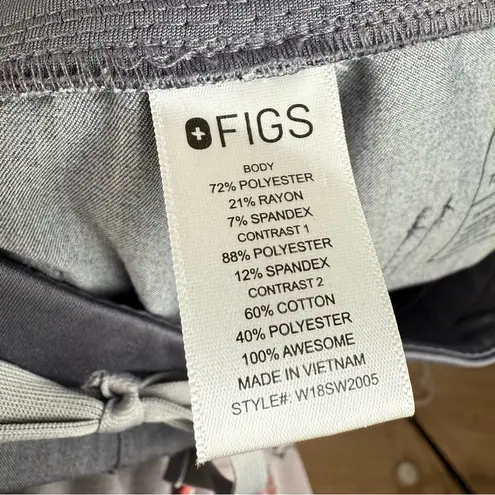 FIGS
BODY
72% POLYESTER
21% RAYON
7% SPANDEX
CONTRAST 1
88% POLYESTER
12% SPANDEX
CONTRAST 2
60% COTTON
40% POLYESTER
100% AWESOME
MADE IN VIETNAM
STYLE#: W18SW2005